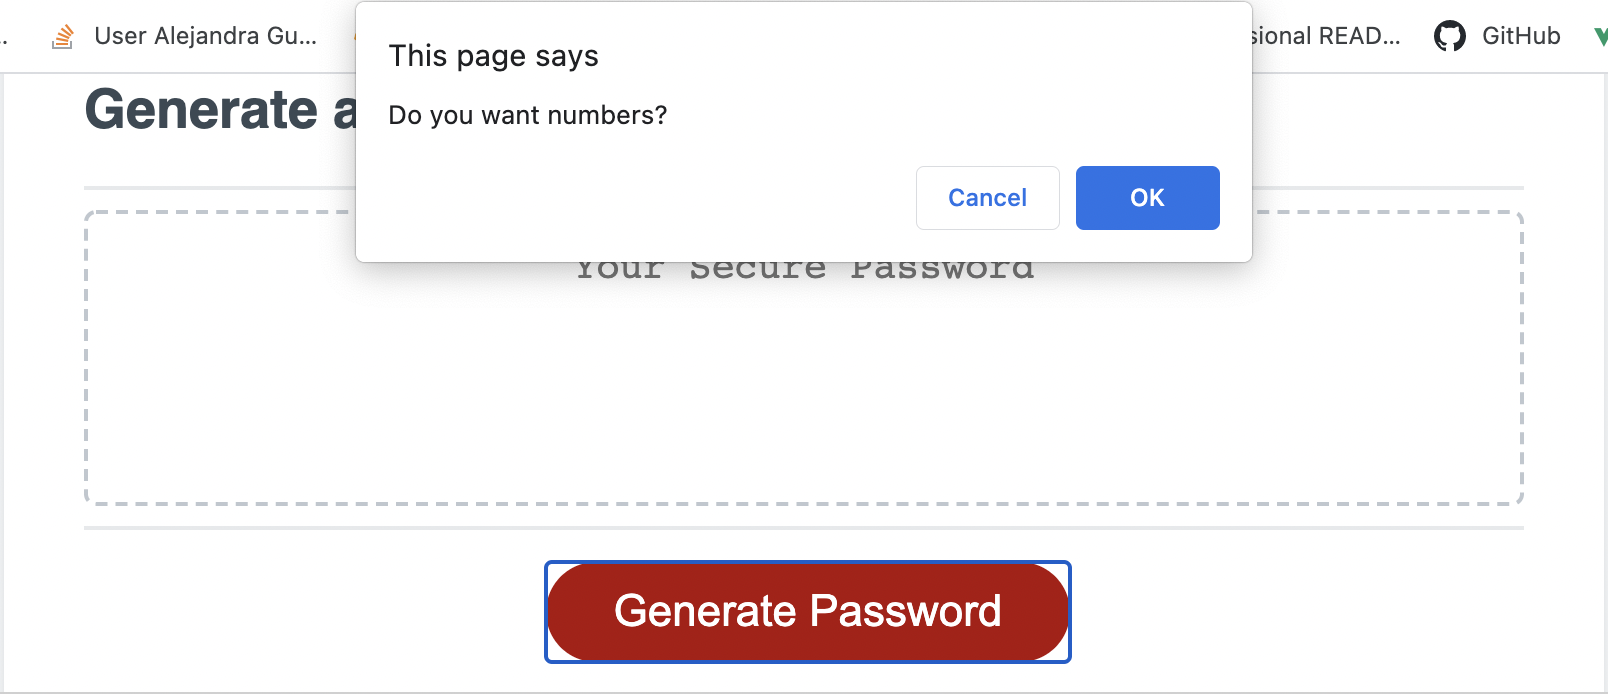 User Alejandra Gu...
READ...
GitHub
This page says
Do you want numbers?
Cancel
OK
Generate
Your Secure Password
Generate Password